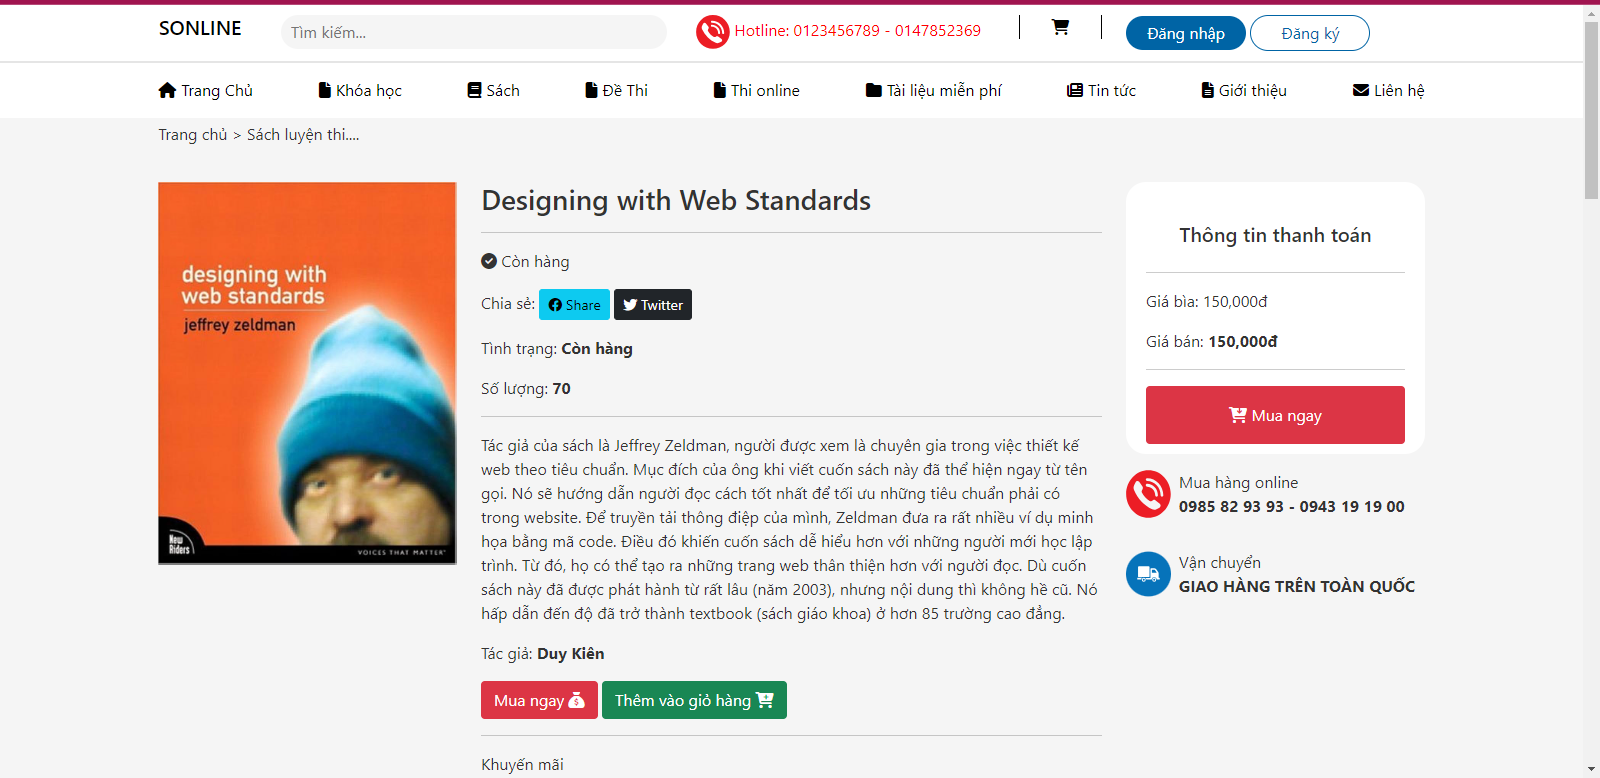 SONLINE
Tìm kiếm...
Hotline: 0123456789 - 0147852369
Đăng nhập
Đăng ký
Trang Chủ
Khóa học
Sách
Đề Thi
Thi online
Tài liệu miễn phí
Tin tức
Giới thiệu
Liên hệ
Trang chủ > Sách luyện thi....
designing with
web standards
jeffrey zeldman
New
Riders
VOICES THAT MATTER
Designing with Web Standards
Còn hàng
Chia sẻ: Share Twitter
Tình trạng: Còn hàng
Số lượng: 70
Tác giả của sách là Jeffrey Zeldman, người được xem là chuyên gia trong việc thiết kế
web theo tiêu chuẩn. Mục đích của ông khi viết cuốn sách này đã thể hiện ngay từ tên
gọi. Nó sẽ hướng dẫn người đọc cách tốt nhất để tối ưu những tiêu chuẩn phải có
trong website. Để truyền tải thông điệp của mình, Zeldman đưa ra rất nhiều ví dụ minh
họa bằng mã code. Điều đó khiến cuốn sách dễ hiểu hơn với những người mới học lập
trình. Từ đó, họ có thể tạo ra những trang web thân thiện hơn với người đọc. Dù cuốn
sách này đã được phát hành từ rất lâu (năm 2003), nhưng nội dung thì không hề cũ. Nó
hấp dẫn đến độ đã trở thành textbook (sách giáo khoa) ở hơn 85 trường cao đẳng.
Tác giả: Duy Kiên
Mua ngay
Thêm vào giỏ hàng
Khuyến mãi
Thông tin thanh toán
Giá bìa: 150,000đ
Giá bán: 150,000đ
Mua ngay
Mua hàng online
0985 82 93 93 - 0943 19 19 00
Vận chuyển
GIAO HÀNG TRÊN TOÀN QUỐC